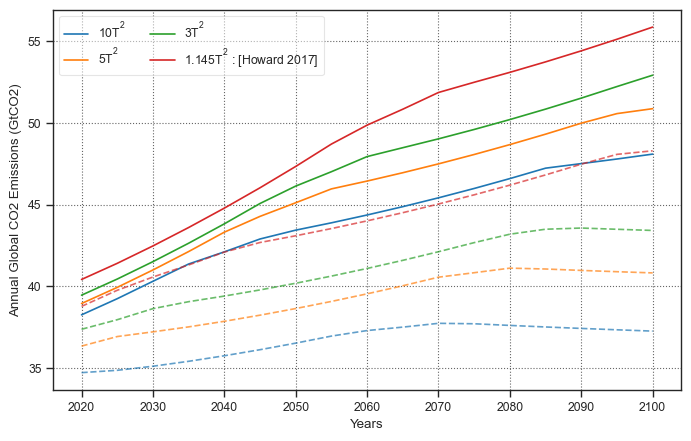 10T²
3T²
5T²
1.145T² : [Howard 2017]
Annual Global CO2 Emissions (GtCO2)
55
50
45
40
35
2020 2030 2040 2050 2060 2070 2080 2090 2100
Years